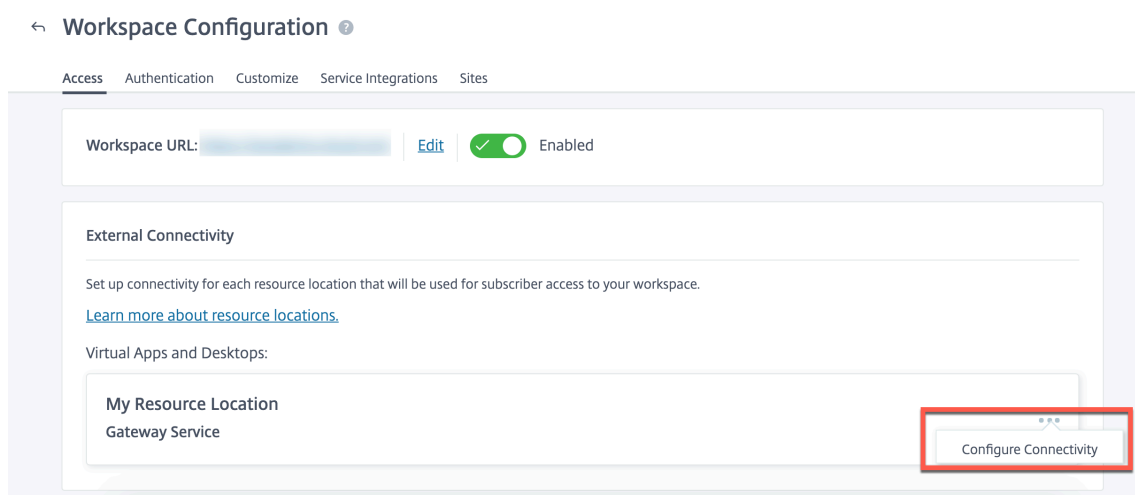 Workspace Configuration ?
Access Authentication Customize Service Integrations Sites
Workspace URL: Edit Enabled
External Connectivity
Set up connectivity for each resource location that will be used for subscriber access to your workspace.
Learn more about resource locations.
Virtual Apps and Desktops:
My Resource Location
Gateway Service
Configure Connectivity